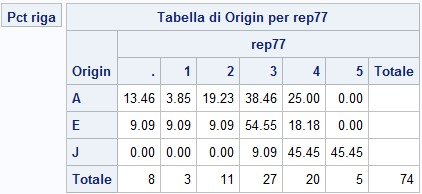 Pct riga
Tabella di Origin per rep77
rep77
Origin . 1 2 3 4 5 Totale
A 13.46 3.85 19.23 38.46 25.00 0.00
E 9.09 9.09 9.09 54.55 18.18 0.00
J 0.00 0.00 0.00 9.09 45.45 45.45
Totale 8 3 11 27 20 5 74